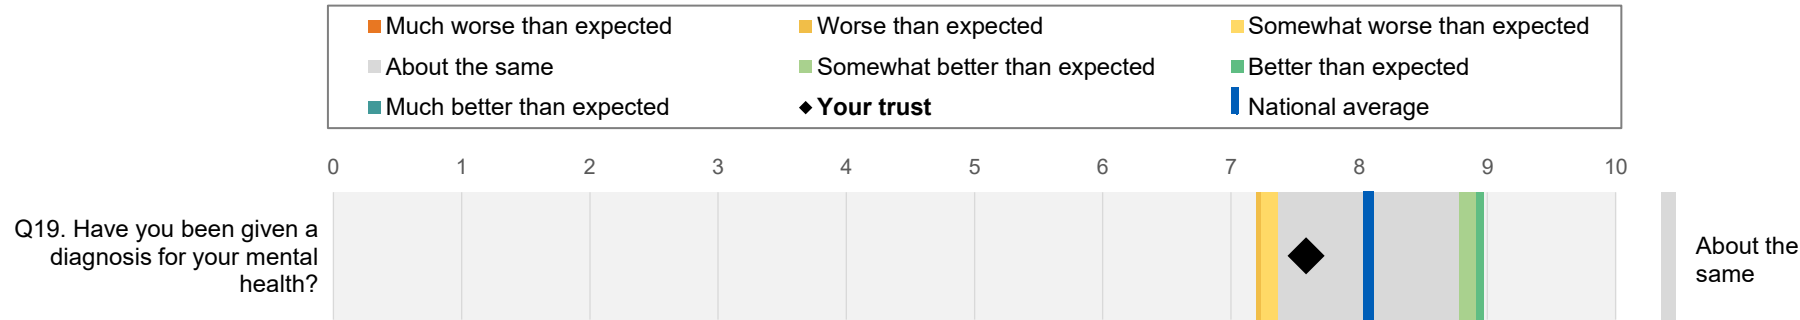 Much worse than expected
Worse than expected
Somewhat worse than expected
About the same
Somewhat better than expected
Better than expected
Much better than expected
Your trust
National average
0 1 2 3 4 5 6 7 8 9 10
Q19. Have you been given a
diagnosis for your mental
health?
About the
same